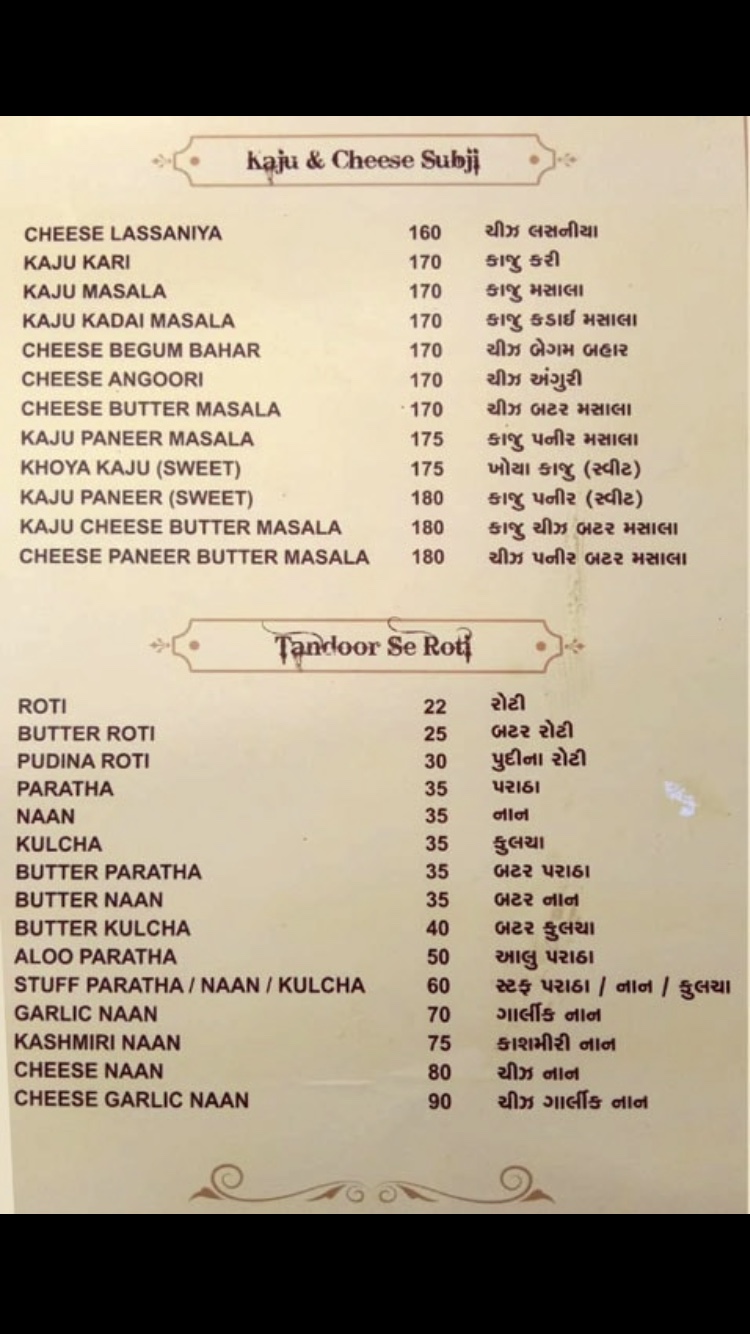 Kaju & Cheese Subji
CHEESE LASSANIYA 160 ચીઝ લસનીયા
KAJU KARI 170 કાજુ કરી
KAJU MASALA 170 કાજુ મસાલા
KAJU KADAI MASALA 170 કાજુ કડાઈ મસાલા
CHEESE BEGUM BAHAR 170 ચીઝ બેગમ બહાર
CHEESE ANGOORI 170 ચીઝ અંગુરી
CHEESE BUTTER MASALA 170 ચીઝ બટર મસાલા
KAJU PANEER MASALA 175 કાજુ પનીર મસાલા
KHOYA KAJU (SWEET) 175 ખોયા કાજુ (સ્વીટ)
KAJU PANEER (SWEET) 180 કાજુ પનીર (સ્વીટ)
KAJU CHEESE BUTTER MASALA 180 કાજુ ચીઝ બટર મસાલા
CHEESE PANEER BUTTER MASALA 180 ચીઝ પનીર બટર મસાલા
Tandoor Se Roti
ROTI 22 રોટી
BUTTER ROTI 25 બટર રોટી
PUDINA ROTI 30 પુદીના રોટી
PARATHA 35 પરાઠા
NAAN 35 નાન
KULCHA 35 કુલચા
BUTTER PARATHA 35 બટર પરાઠા
BUTTER NAAN 35 બટર નાન
BUTTER KULCHA 40 બટર કુલચા
ALOO PARATHA 50 આલુ પરાઠા
STUFF PARATHA / NAAN / KULCHA 60 સ્ટફ પરાઠા / નાન / કુલચા
GARLIC NAAN 70 ગાર્લીક નાન
KASHMIRI NAAN 75 કાશમીરી નાન
CHEESE NAAN 80 ચીઝ નાન
CHEESE GARLIC NAAN 90 ચીઝ ગાર્લીક નાન